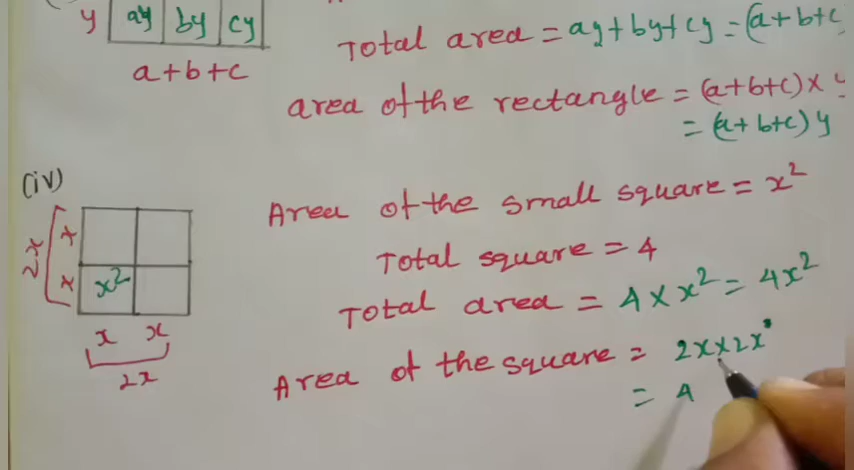 y ay by cy
Total area = ay+by+cy = (a+b+c
a+b+c
area of the rectangle = (a+b+c) × y
= (a+b+c) y
(iv)
Area of the small square = x²
2x x
Total square = 4
x x²
Total area = 4 × x² = 4x²
x x
Area of the square = 2x×2x
2x
= 4